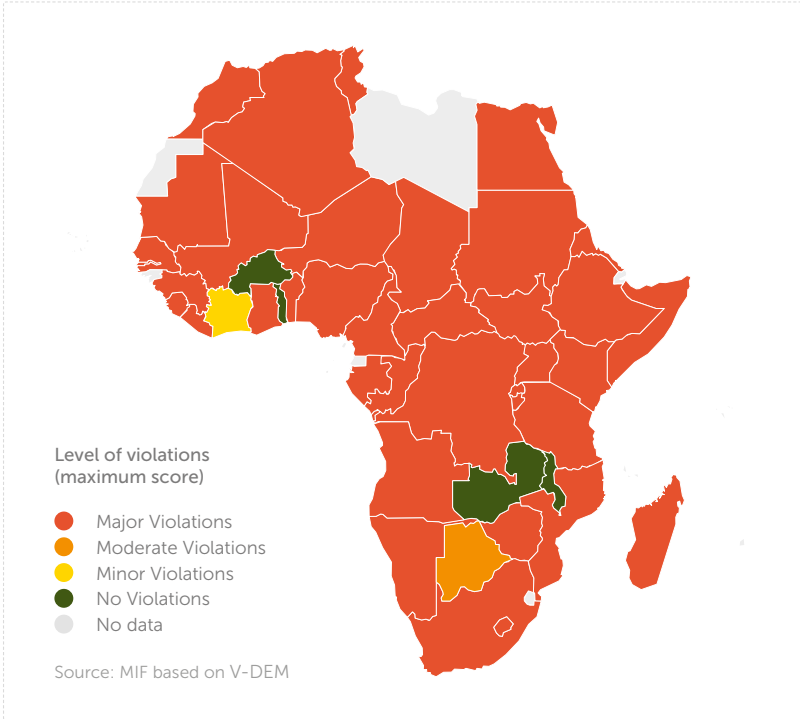 Level of violations
(maximum score)
Major Violations
Moderate Violations
Minor Violations
No Violations
No data
Source: MIF based on V-DEM